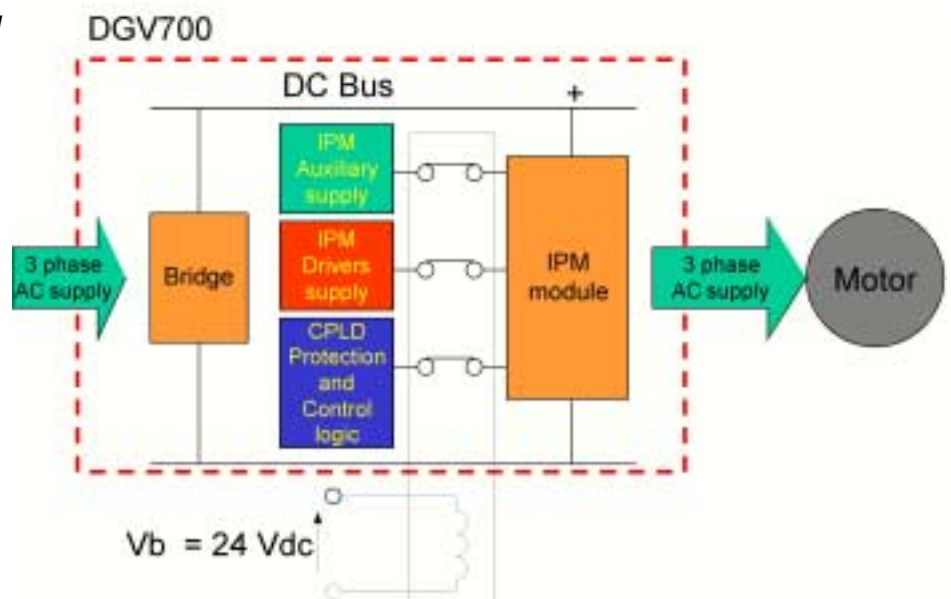 DGV700
DC Bus
+
IPM
Auxiliary
supply
3 phase
AC supply
Bridge
IPM
Drivers
supply
IPM
module
3 phase
AC supply
Motor
CPLD
Protection
and
Control
logic
Vb = 24 Vdc